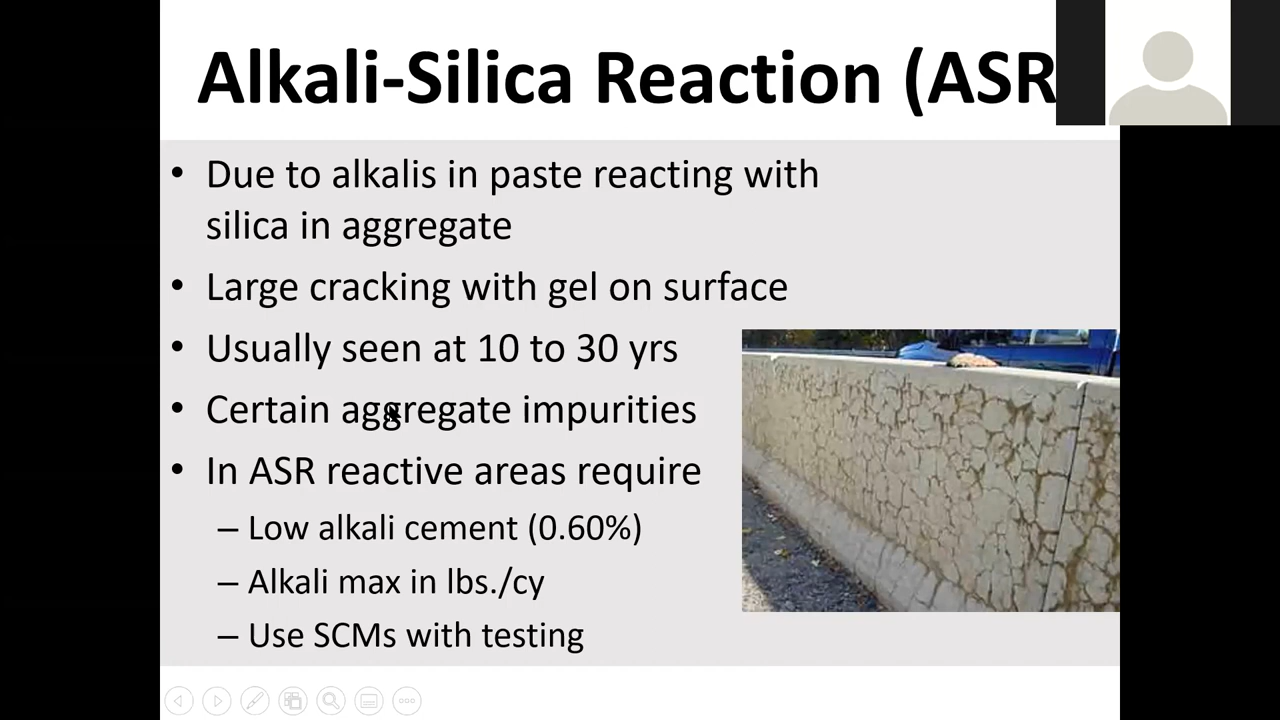 Alkali-Silica Reaction (ASR
• Due to alkalis in paste reacting with
silica in aggregate
• Large cracking with gel on surface
• Usually seen at 10 to 30 yrs
• Certain aggregate impurities
• In ASR reactive areas require
– Low alkali cement (0.60%)
– Alkali max in lbs./cy
– Use SCMs with testing